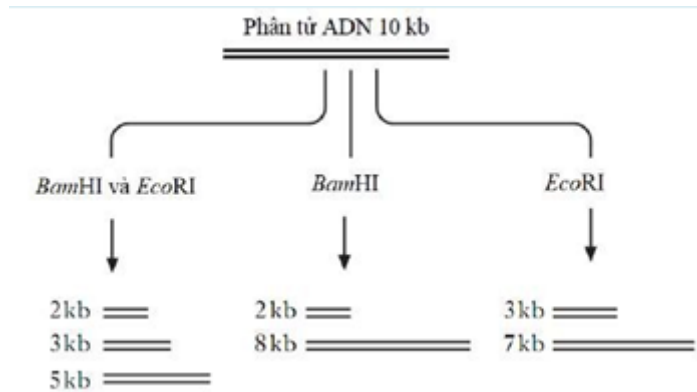 Phân tử ADN 10 kb
BamHI và EcoRI
BamHI
EcoRI
2kb
3kb
5kb
2kb
8kb
3kb
7kb